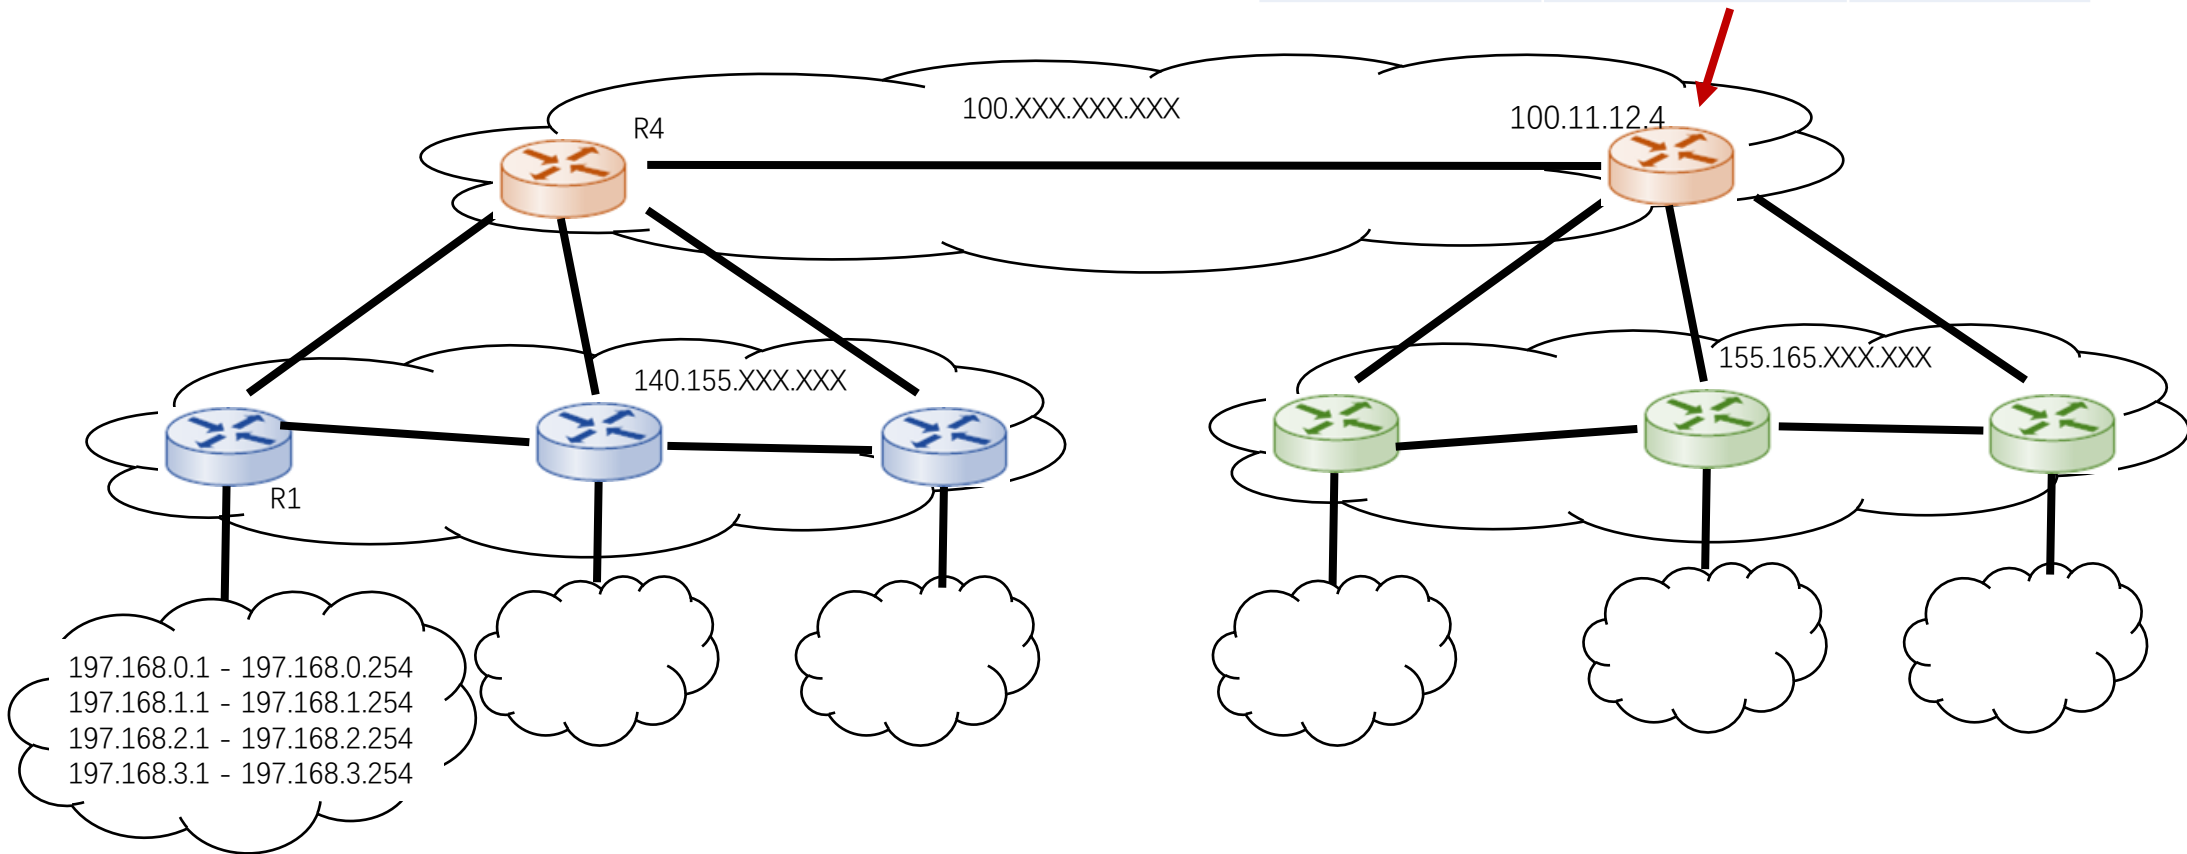 100.XXX.XXX.XXX
100.11.12.4
R4
140.155.XXX.XXX
155.165.XXX.XXX
R1
197.168.0.1 - 197.168.0.254
197.168.1.1 - 197.168.1.254
197.168.2.1 - 197.168.2.254
197.168.3.1 - 197.168.3.254